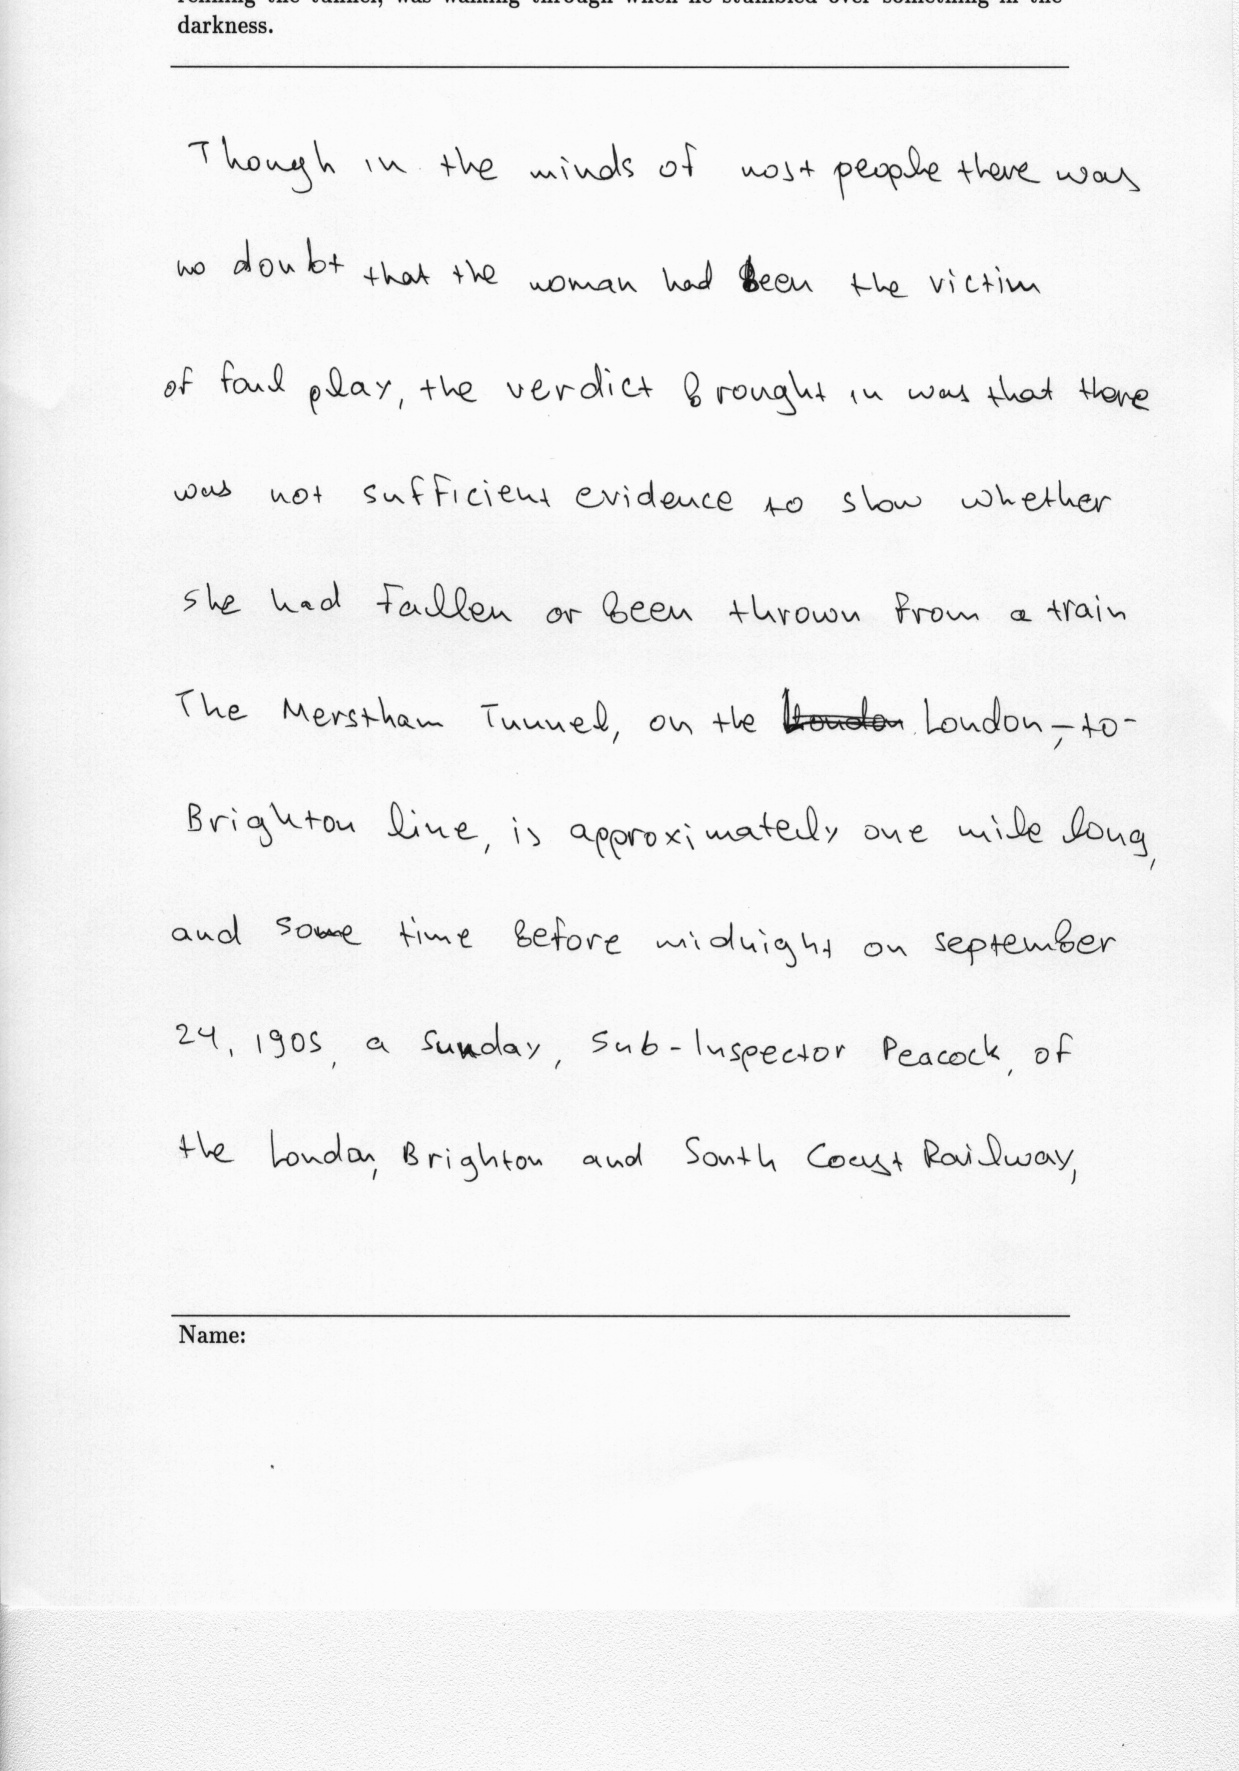 darkness.
Though in the minds of most people there was
no doubt that the woman had been the victim
of foul play, the verdict brought in was that there
was not sufficient evidence to slow whether
she had fallen or been thrown from a train
The Merstham Tunnel, on the London-, to-
Brighton line, is approximately one mile long,
and some time before midnight on september
24, 1905, a sunday, Sub-Inspector Peacock, of
the London, Brighton and South Coast Railway,
Name: